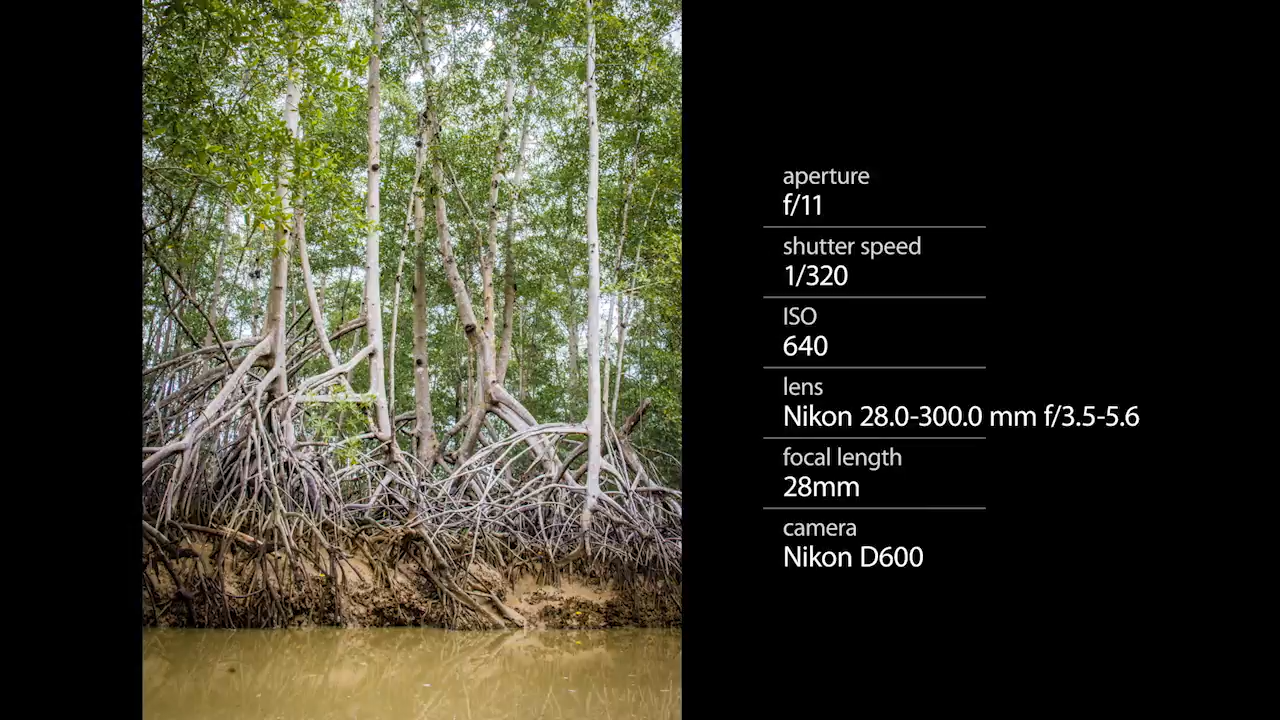 aperture
f/11
shutter speed
1/320
ISO
640
lens
Nikon 28.0-300.0 mm f/3.5-5.6
focal length
28mm
camera
Nikon D600